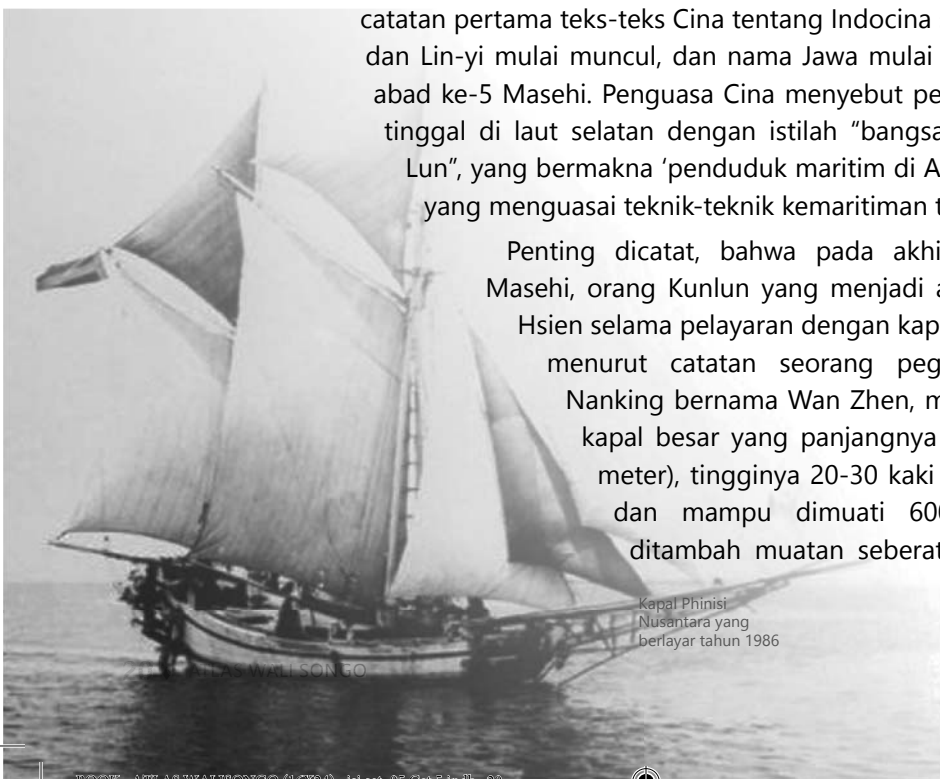 catatan pertama teks-teks Cina tentang Indocina
dan Lin-yi mulai muncul, dan nama Jawa mulai
abad ke-5 Masehi. Penguasa Cina menyebut pe
tinggal di laut selatan dengan istilah "bangsa
Lun", yang bermakna 'penduduk maritim di A
yang menguasai teknik-teknik kemaritiman t
Penting dicatat, bahwa pada akhi
Masehi, orang Kunlun yang menjadi a
Hsien selama pelayaran dengan kap
menurut catatan seorang peg
Nanking bernama Wan Zhen, m
kapal besar yang panjangnya
meter), tingginya 20-30 kaki
dan mampu dimuati 600
ditambah muatan seberat
Kapal Phinisi
Nusantara yang
berlayar tahun 1986
ATLAS WALI SONGO